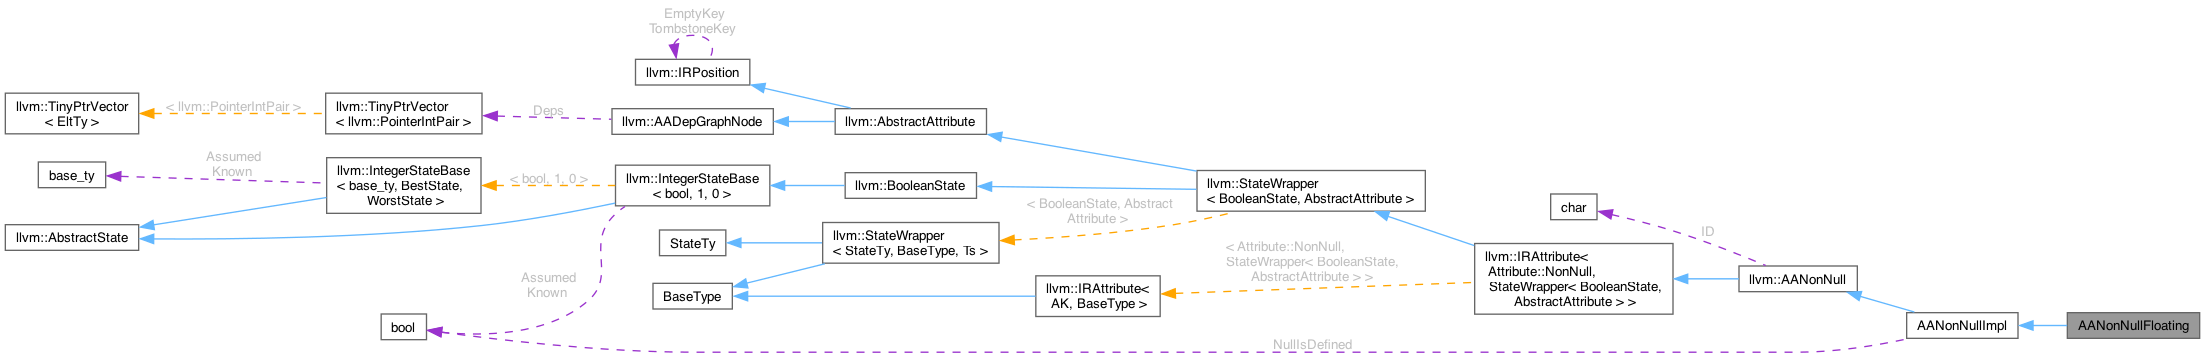 EmptyKey
TombstoneKey
llvm::IRPosition
llvm::TinyPtrVector
< EltTy >
< llvm::PointerIntPair >
llvm::TinyPtrVector
< llvm::PointerIntPair >
Deps
llvm::AADepGraphNode
llvm::AbstractAttribute
base_ty
Assumed
Known
llvm::IntegerStateBase
< base_ty, BestState,
WorstState >
< bool, 1, 0 >
llvm::IntegerStateBase
< bool, 1, 0 >
llvm::BooleanState
llvm::StateWrapper
< BooleanState, AbstractAttribute >
llvm::AbstractState
StateTy
llvm::StateWrapper
< StateTy, BaseType, Ts >
< BooleanState, Abstract
Attribute >
char
ID
BaseType
llvm::IRAttribute<
AK, BaseType >
< Attribute::NonNull,
StateWrapper< BooleanState,
AbstractAttribute > >
llvm::IRAttribute<
Attribute::NonNull,
StateWrapper< BooleanState,
AbstractAttribute > >
llvm::AANonNull
Assumed
Known
bool
NullIsDefined
AANonNullImpl
AANonNullFloating